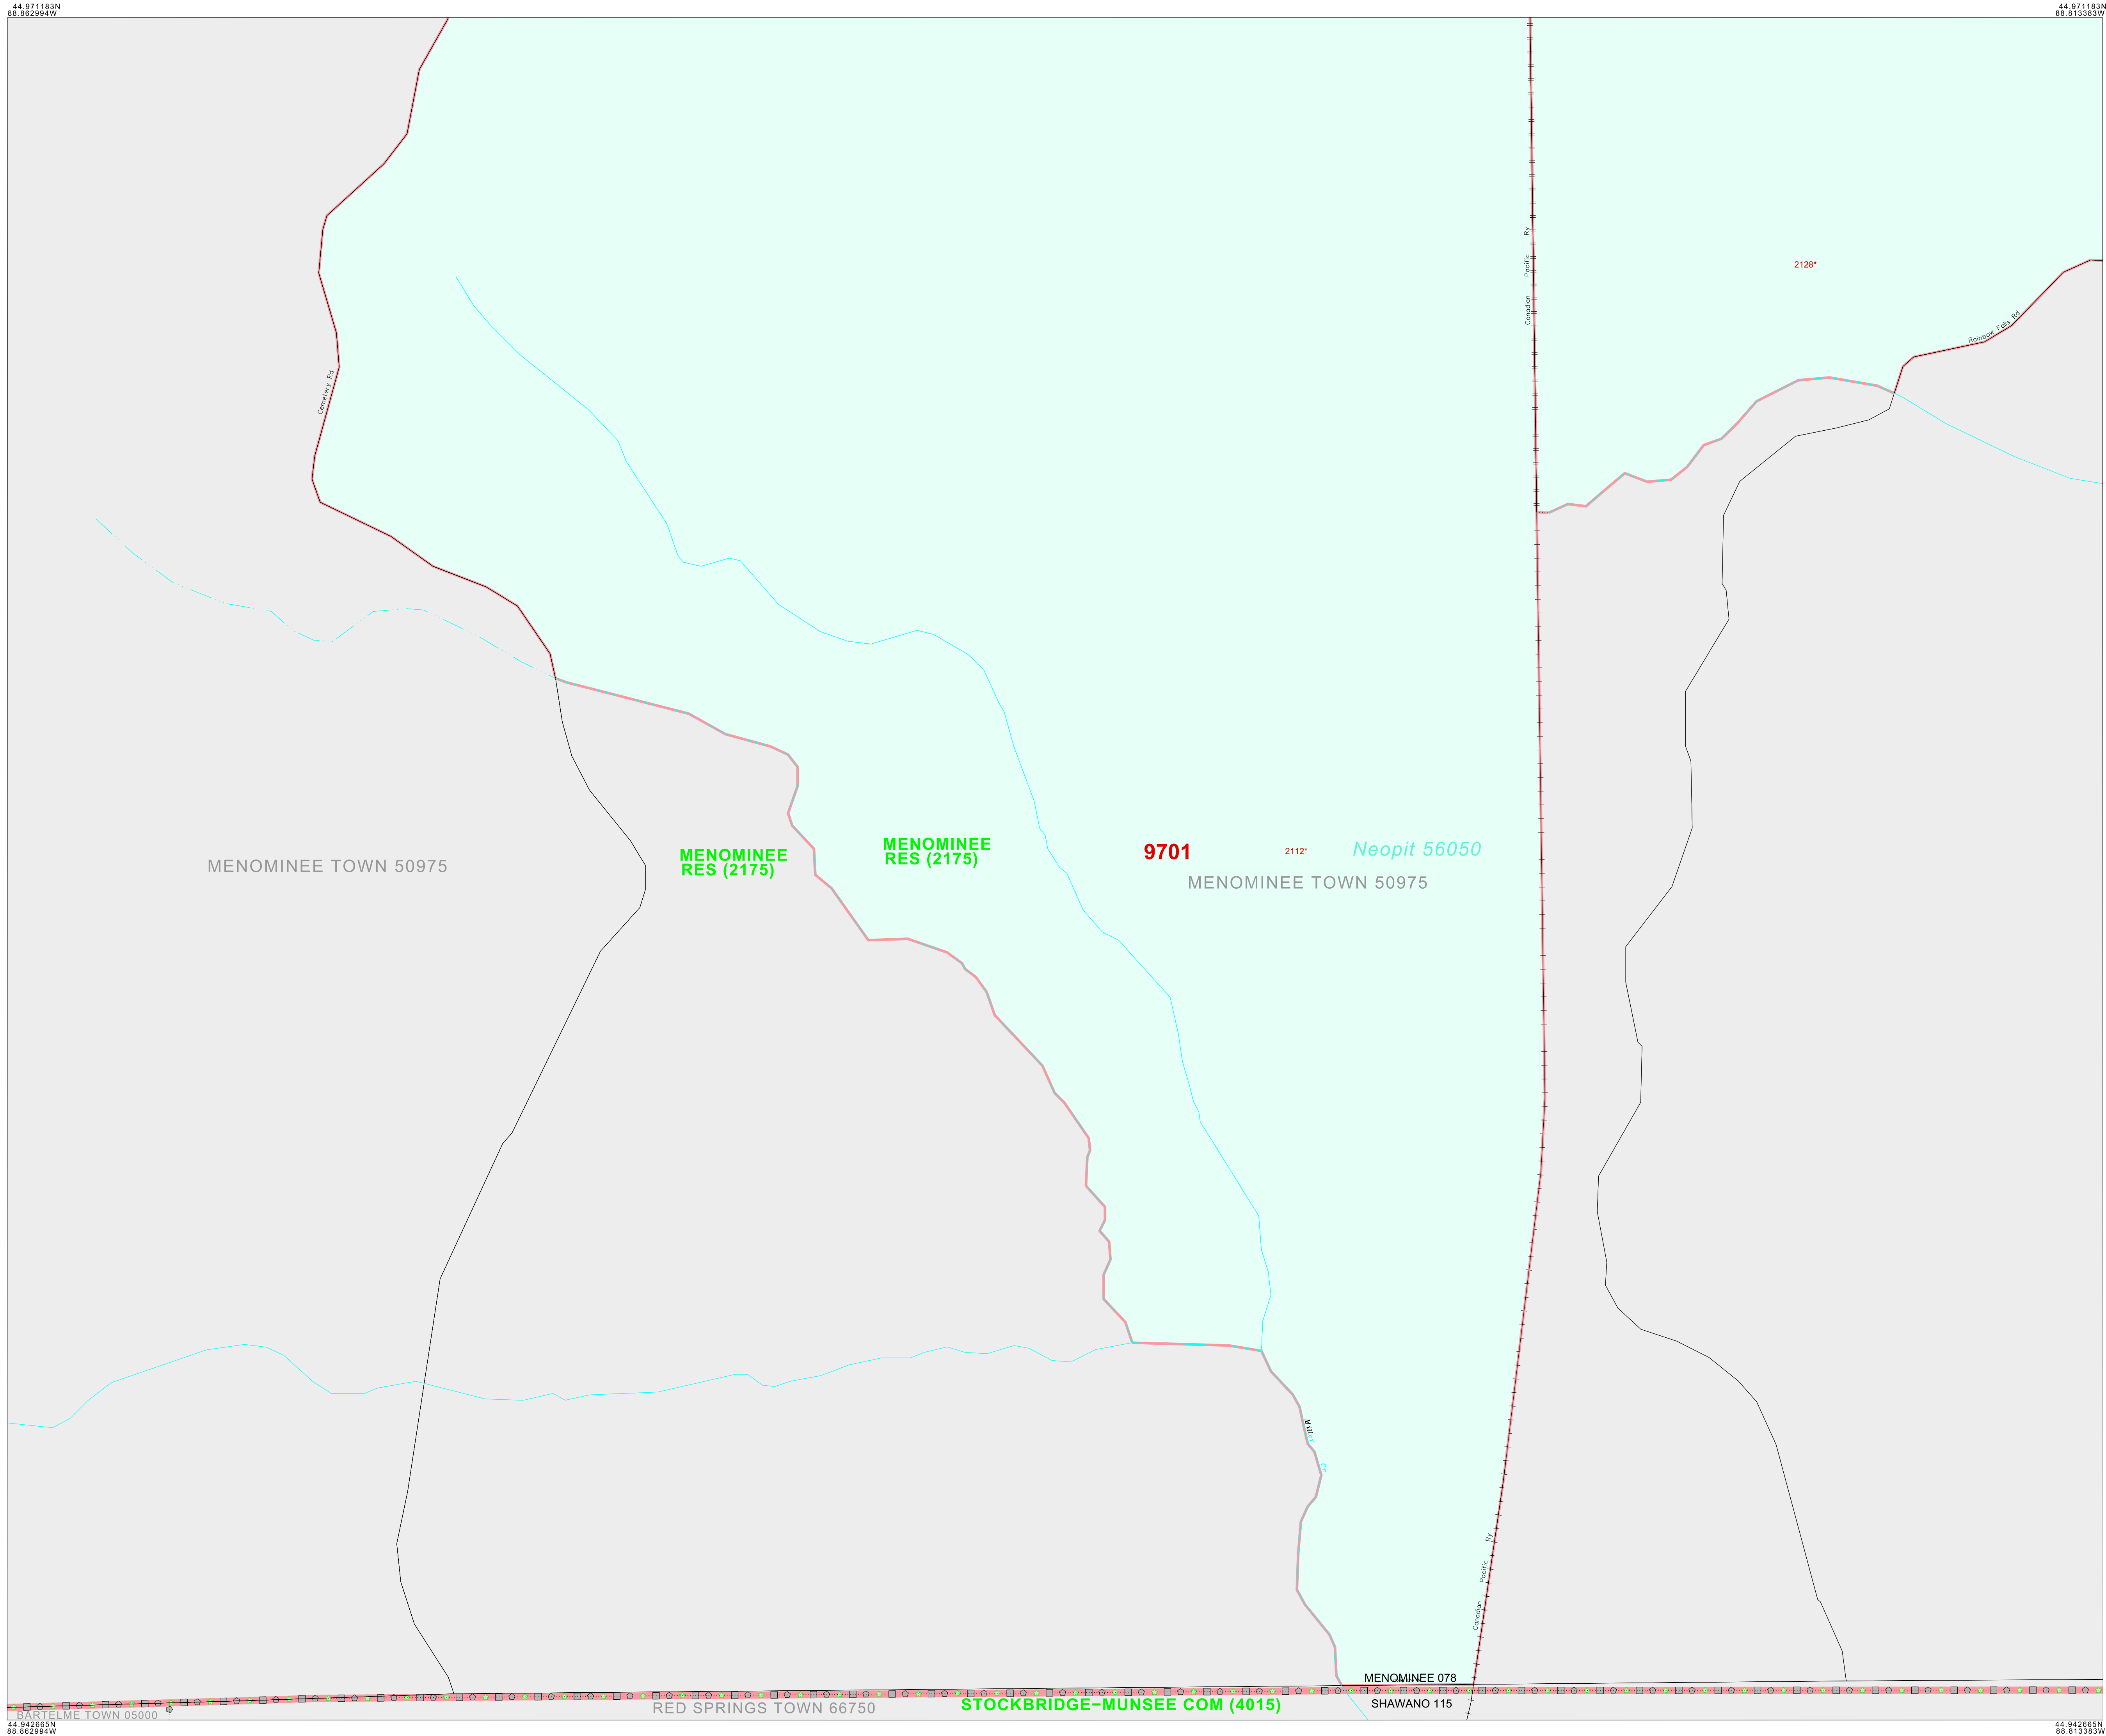 44.971183N
88.862994W
44.971183N
88.813383W
Canadian Pacific Ry
2128*
Rainbow Falls Rd
Cemetery Rd
MENOMINEE
RES (2175)
MENOMINEE
RES (2175)
9701
2112*
Neopit 56050
MENOMINEE TOWN 50975
MENOMINEE TOWN 50975
Mill
Cr
Canadian Pacific Ry
MENOMINEE 078
SHAWANO 115
STOCKBRIDGE-MUNSEE COM (4015)
RED SPRINGS TOWN 66750
BARTELME TOWN 05000
44.942665N
88.862994W
44.942665N
88.813383W